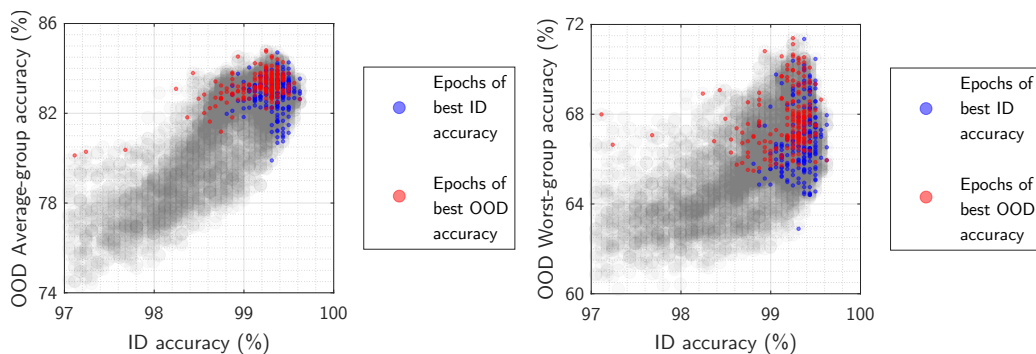 OOD Average-group accuracy (%)
86
82
78
74
97
98
99
100
ID accuracy (%)
Epochs of
best ID
accuracy
Epochs of
best OOD
accuracy
OOD Worst-group accuracy (%)
72
68
64
60
97
98
99
100
ID accuracy (%)
Epochs of
best ID
accuracy
Epochs of
best OOD
accuracy